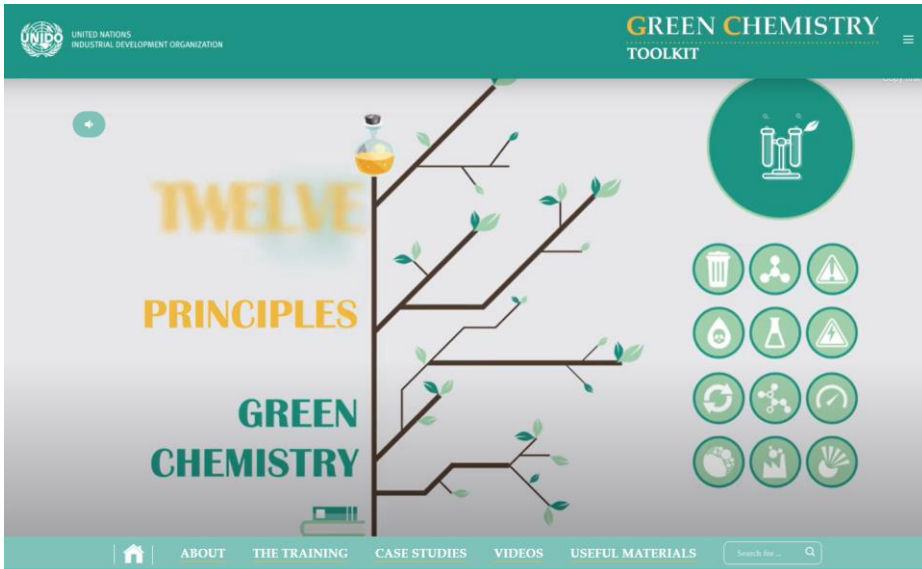 UNIDO
UNITED NATIONS
INDUSTRIAL DEVELOPMENT ORGANIZATION
GREEN CHEMISTRY
TOOLKIT
TWELVE
PRINCIPLES
GREEN
CHEMISTRY
ABOUT THE TRAINING CASE STUDIES VIDEOS USEFUL MATERIALS Search for ...